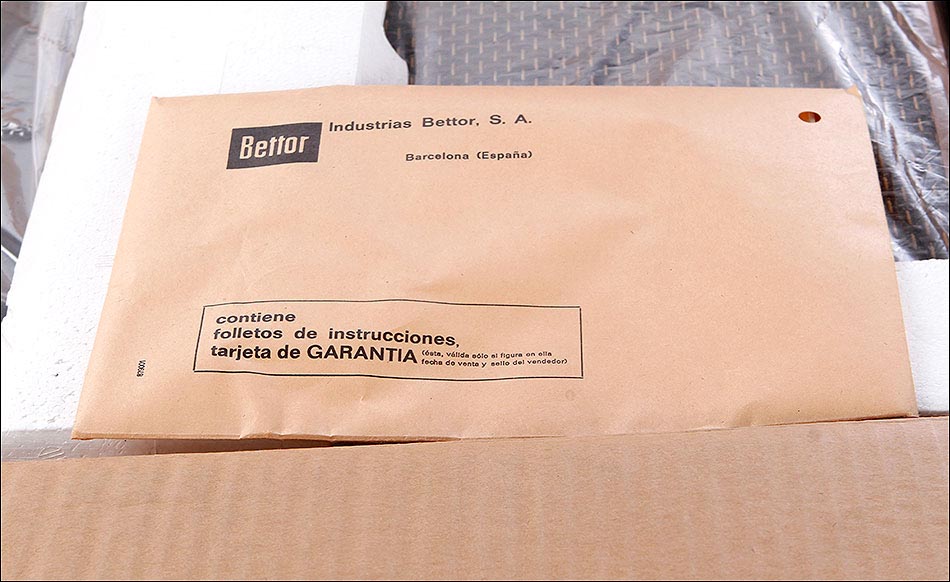 Bettor
Industrias Bettor, S. A.
Barcelona (España)
contiene
folletos de instrucciones,
tarjeta de GARANTIA (ésta, válida sólo si figura en ella
fecha de venta y sello del vendedor)